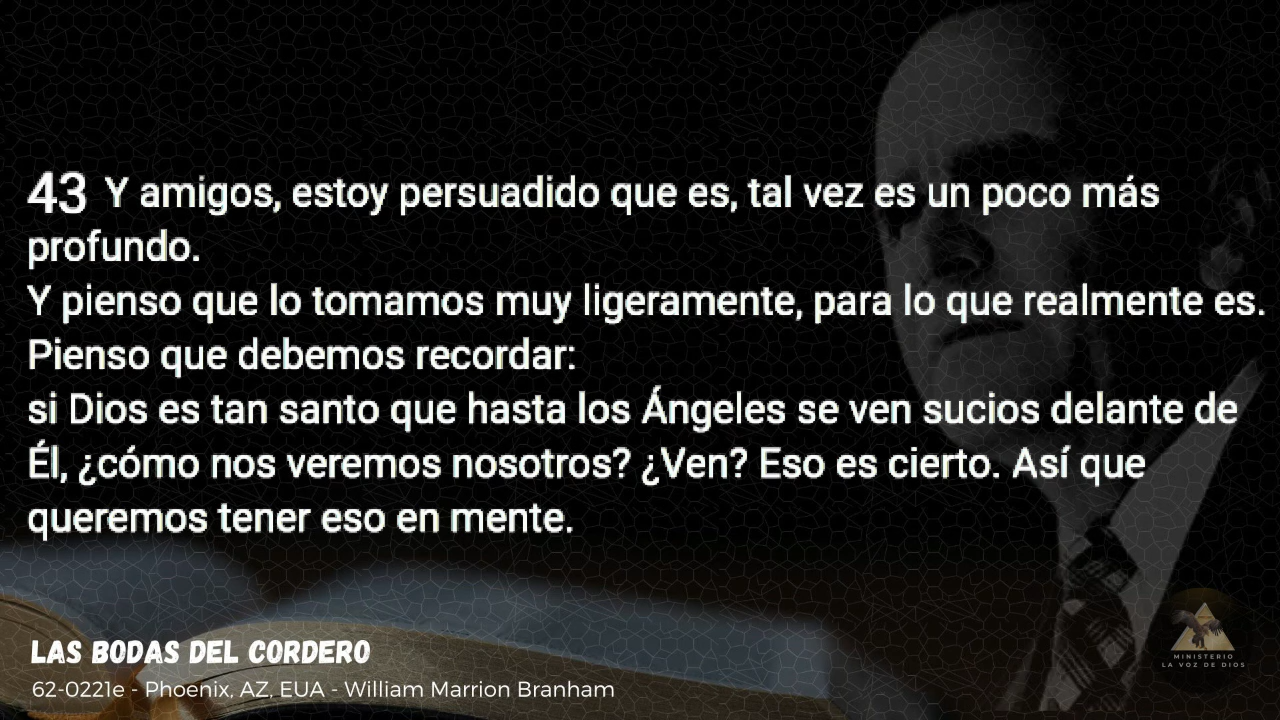 43 Y amigos, estoy persuadido que es, tal vez es un poco más
profundo.
Y pienso que lo tomamos muy ligeramente, para lo que realmente es.
Pienso que debemos recordar:
si Dios es tan santo que hasta los Ángeles se ven sucios delante de
Él, ¿cómo nos veremos nosotros? ¿Ven? Eso es cierto. Así que
queremos tener eso en mente.
LAS BODAS DEL CORDERO
62-0221e - Phoenix, AZ, EUA - William Marrion Branham
MINISTERIO
LA VOZ DE DIOS